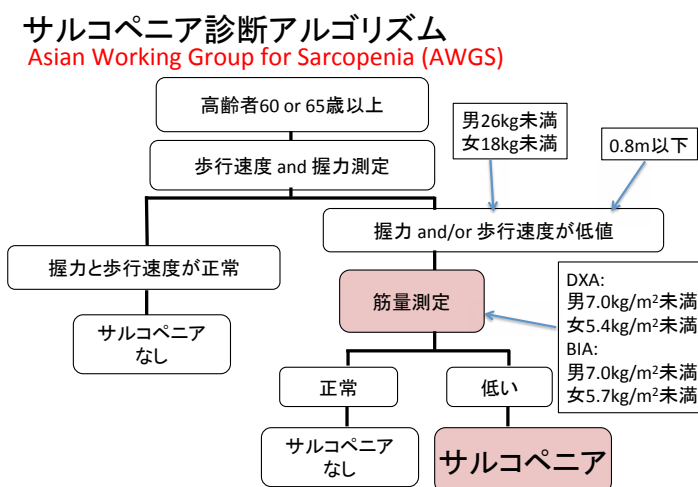 サルコペニア診断アルゴリズム
Asian Working Group for Sarcopenia (AWGS)
高齢者60 or 65歳以上
男26kg未満
女18kg未満
0.8m以下
歩行速度 and 握力測定
握力 and/or 歩行速度が低値
握力と歩行速度が正常
筋量測定
DXA:
男7.0kg/m²未満
女5.4kg/m²未満
BIA:
男7.0kg/m²未満
女5.7kg/m²未満
サルコペニア
なし
正常
低い
サルコペニア
なし
サルコペニア